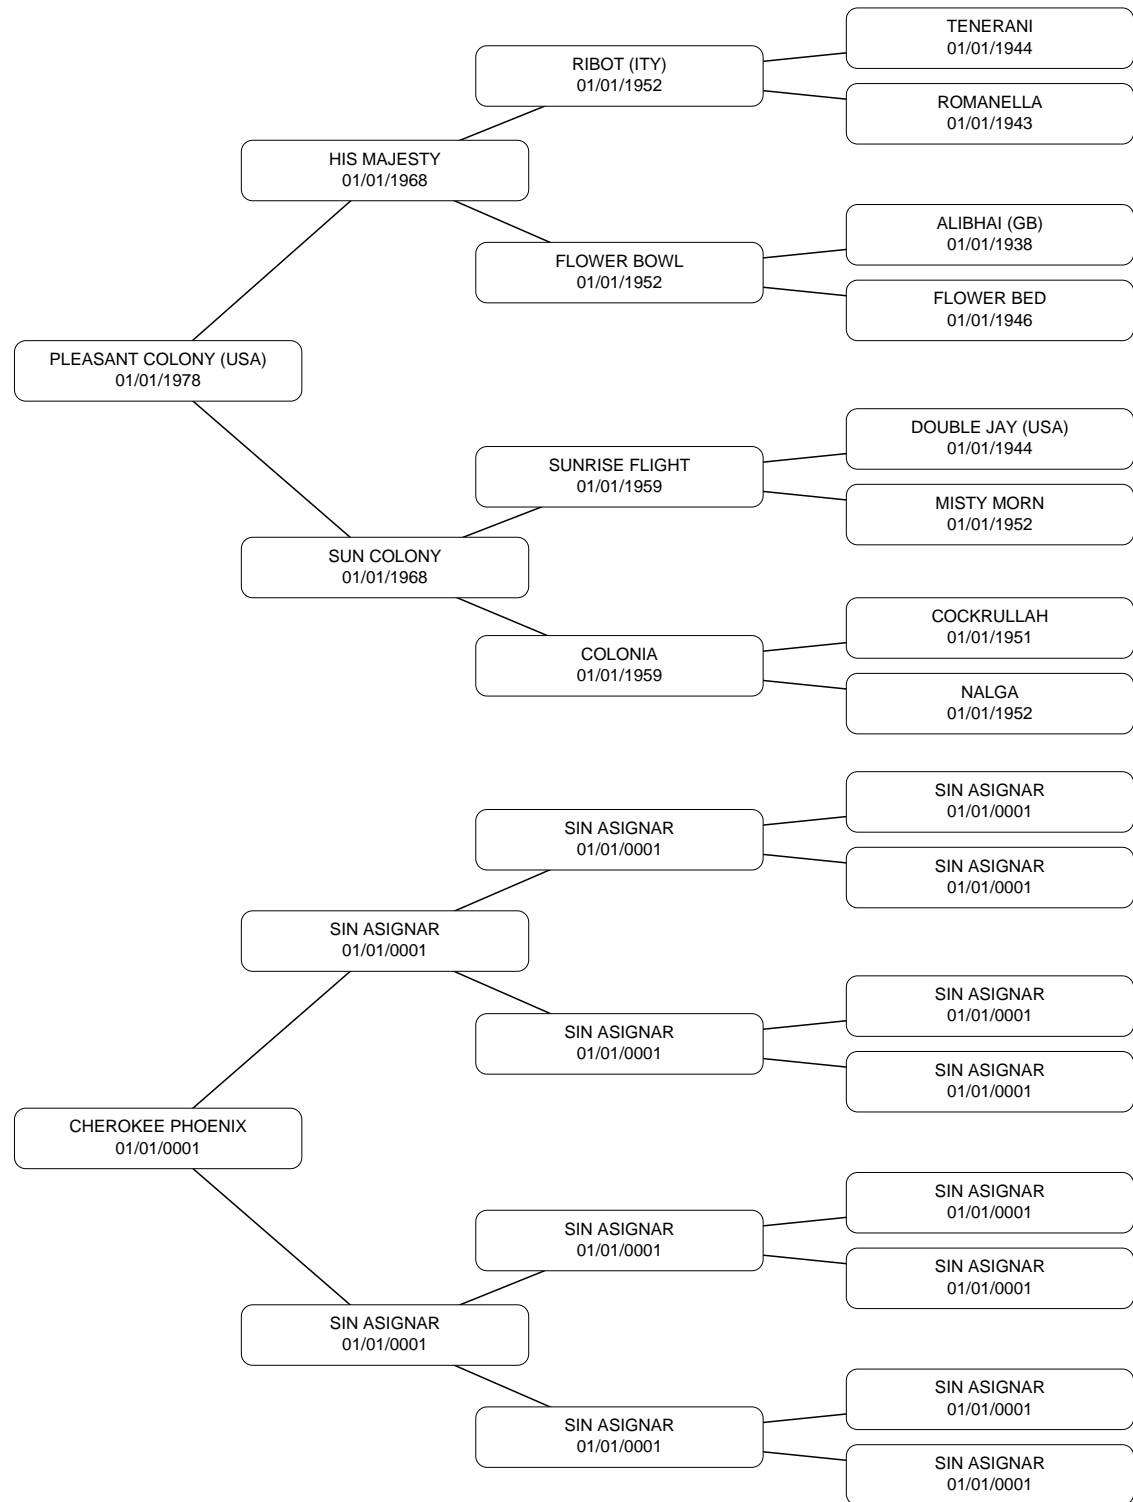 TENERANI
01/01/1944
RIBOT (ITY)
01/01/1952
ROMANELLA
01/01/1943
HIS MAJESTY
01/01/1968
ALIBHAI (GB)
01/01/1938
FLOWER BOWL
01/01/1952
FLOWER BED
01/01/1946
PLEASANT COLONY (USA)
01/01/1978
DOUBLE JAY (USA)
01/01/1944
SUNRISE FLIGHT
01/01/1959
MISTY MORN
01/01/1952
SUN COLONY
01/01/1968
COCKRULLAH
01/01/1951
COLONIA
01/01/1959
NALGA
01/01/1952
SIN ASIGNAR
01/01/0001
SIN ASIGNAR
01/01/0001
SIN ASIGNAR
01/01/0001
SIN ASIGNAR
01/01/0001
SIN ASIGNAR
01/01/0001
SIN ASIGNAR
01/01/0001
SIN ASIGNAR
01/01/0001
CHEROKEE PHOENIX
01/01/0001
SIN ASIGNAR
01/01/0001
SIN ASIGNAR
01/01/0001
SIN ASIGNAR
01/01/0001
SIN ASIGNAR
01/01/0001
SIN ASIGNAR
01/01/0001
SIN ASIGNAR
01/01/0001
SIN ASIGNAR
01/01/0001